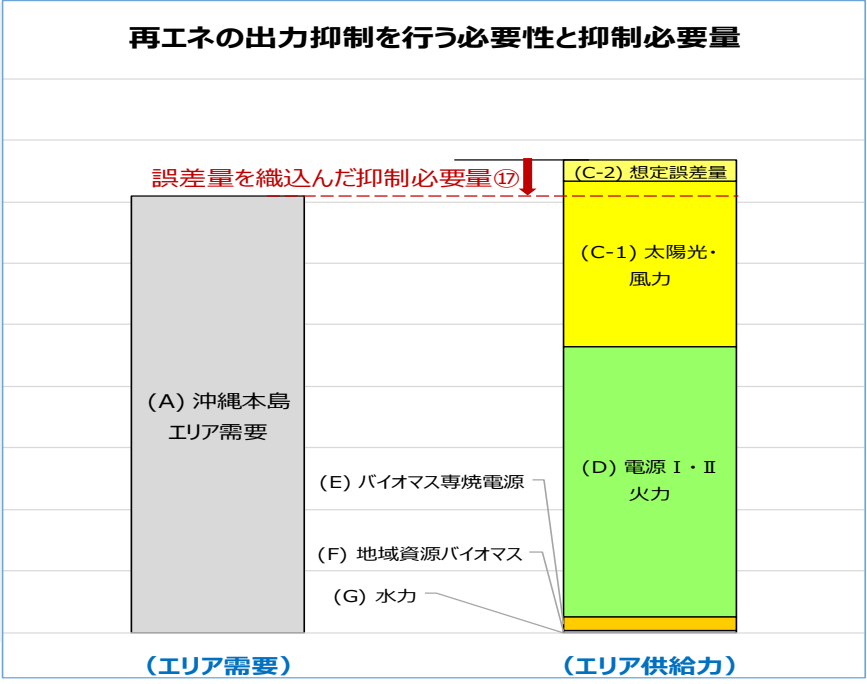 再エネの出力抑制を行う必要性と抑制必要量
誤差量を織込んだ抑制必要量⑰
(C-2) 想定誤差量
(C-1) 太陽光・
風力
(A) 沖縄本島
エリア需要
(D) 電源Ⅰ・Ⅱ
火力
(E) バイオマス専焼電源
(F) 地域資源バイオマス
(G) 水力
(エリア需要)
(エリア供給力)